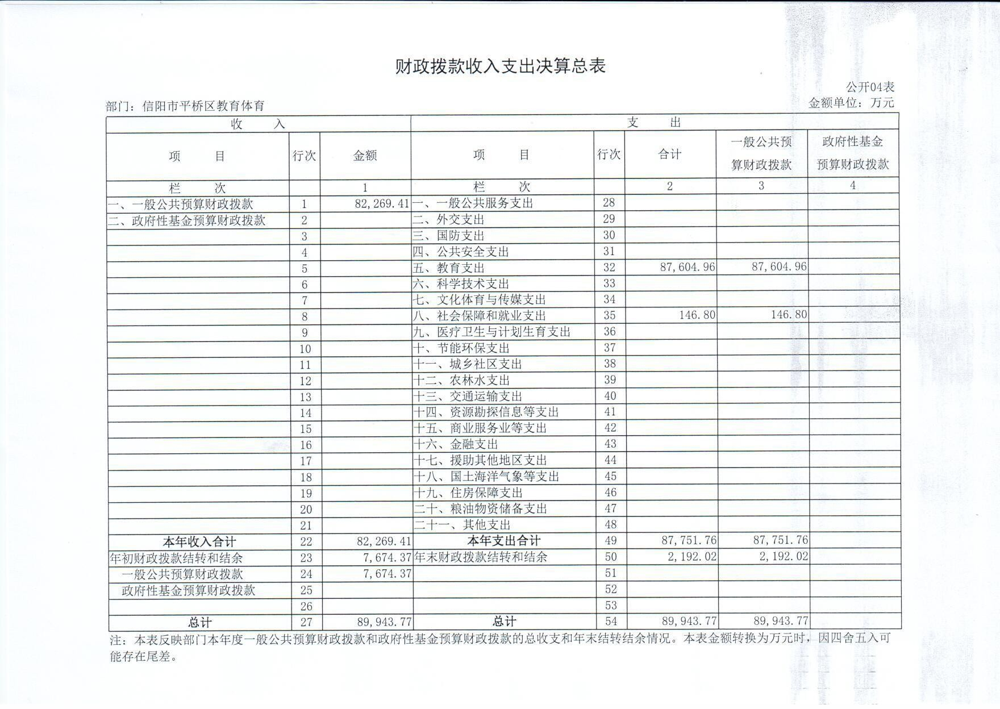 财政拨款收入支出决算总表
公开04表
部门：信阳市平桥区教育体育
金额单位：万元
收 入 支 出
项 目 行次 金额 项 目 行次 合计 一般公共预算财政拨款 政府性基金预算财政拨款
栏 次 1 栏 次 2 3 4
一、一般公共预算财政拨款 1 82,269.41 一、一般公共服务支出 28
二、政府性基金预算财政拨款 2 二、外交支出 29
3 三、国防支出 30
4 四、公共安全支出 31
5 五、教育支出 32 87,604.96 87,604.96
6 六、科学技术支出 33
7 七、文化体育与传媒支出 34
8 八、社会保障和就业支出 35 146.80 146.80
9 九、医疗卫生与计划生育支出 36
10 十、节能环保支出 37
11 十一、城乡社区支出 38
12 十二、农林水支出 39
13 十三、交通运输支出 40
14 十四、资源勘探信息等支出 41
15 十五、商业服务业等支出 42
16 十六、金融支出 43
17 十七、援助其他地区支出 44
18 十八、国土海洋气象等支出 45
19 十九、住房保障支出 46
20 二十、粮油物资储备支出 47
21 二十一、其他支出 48
本年收入合计 22 82,269.41 本年支出合计 49 87,751.76 87,751.76
年初财政拨款结转和结余 23 7,674.37 年末财政拨款结转和结余 50 2,192.02 2,192.02
一般公共预算财政拨款 24 7,674.37 51
政府性基金预算财政拨款 25 52
26 53
总计 27 89,943.77 总计 54 89,943.77 89,943.77
注：本表反映部门本年度一般公共预算财政拨款和政府性基金预算财政拨款的总收支和年末结转结余情况。本表金额转换为万元时，因四舍五入可
能存在尾差。